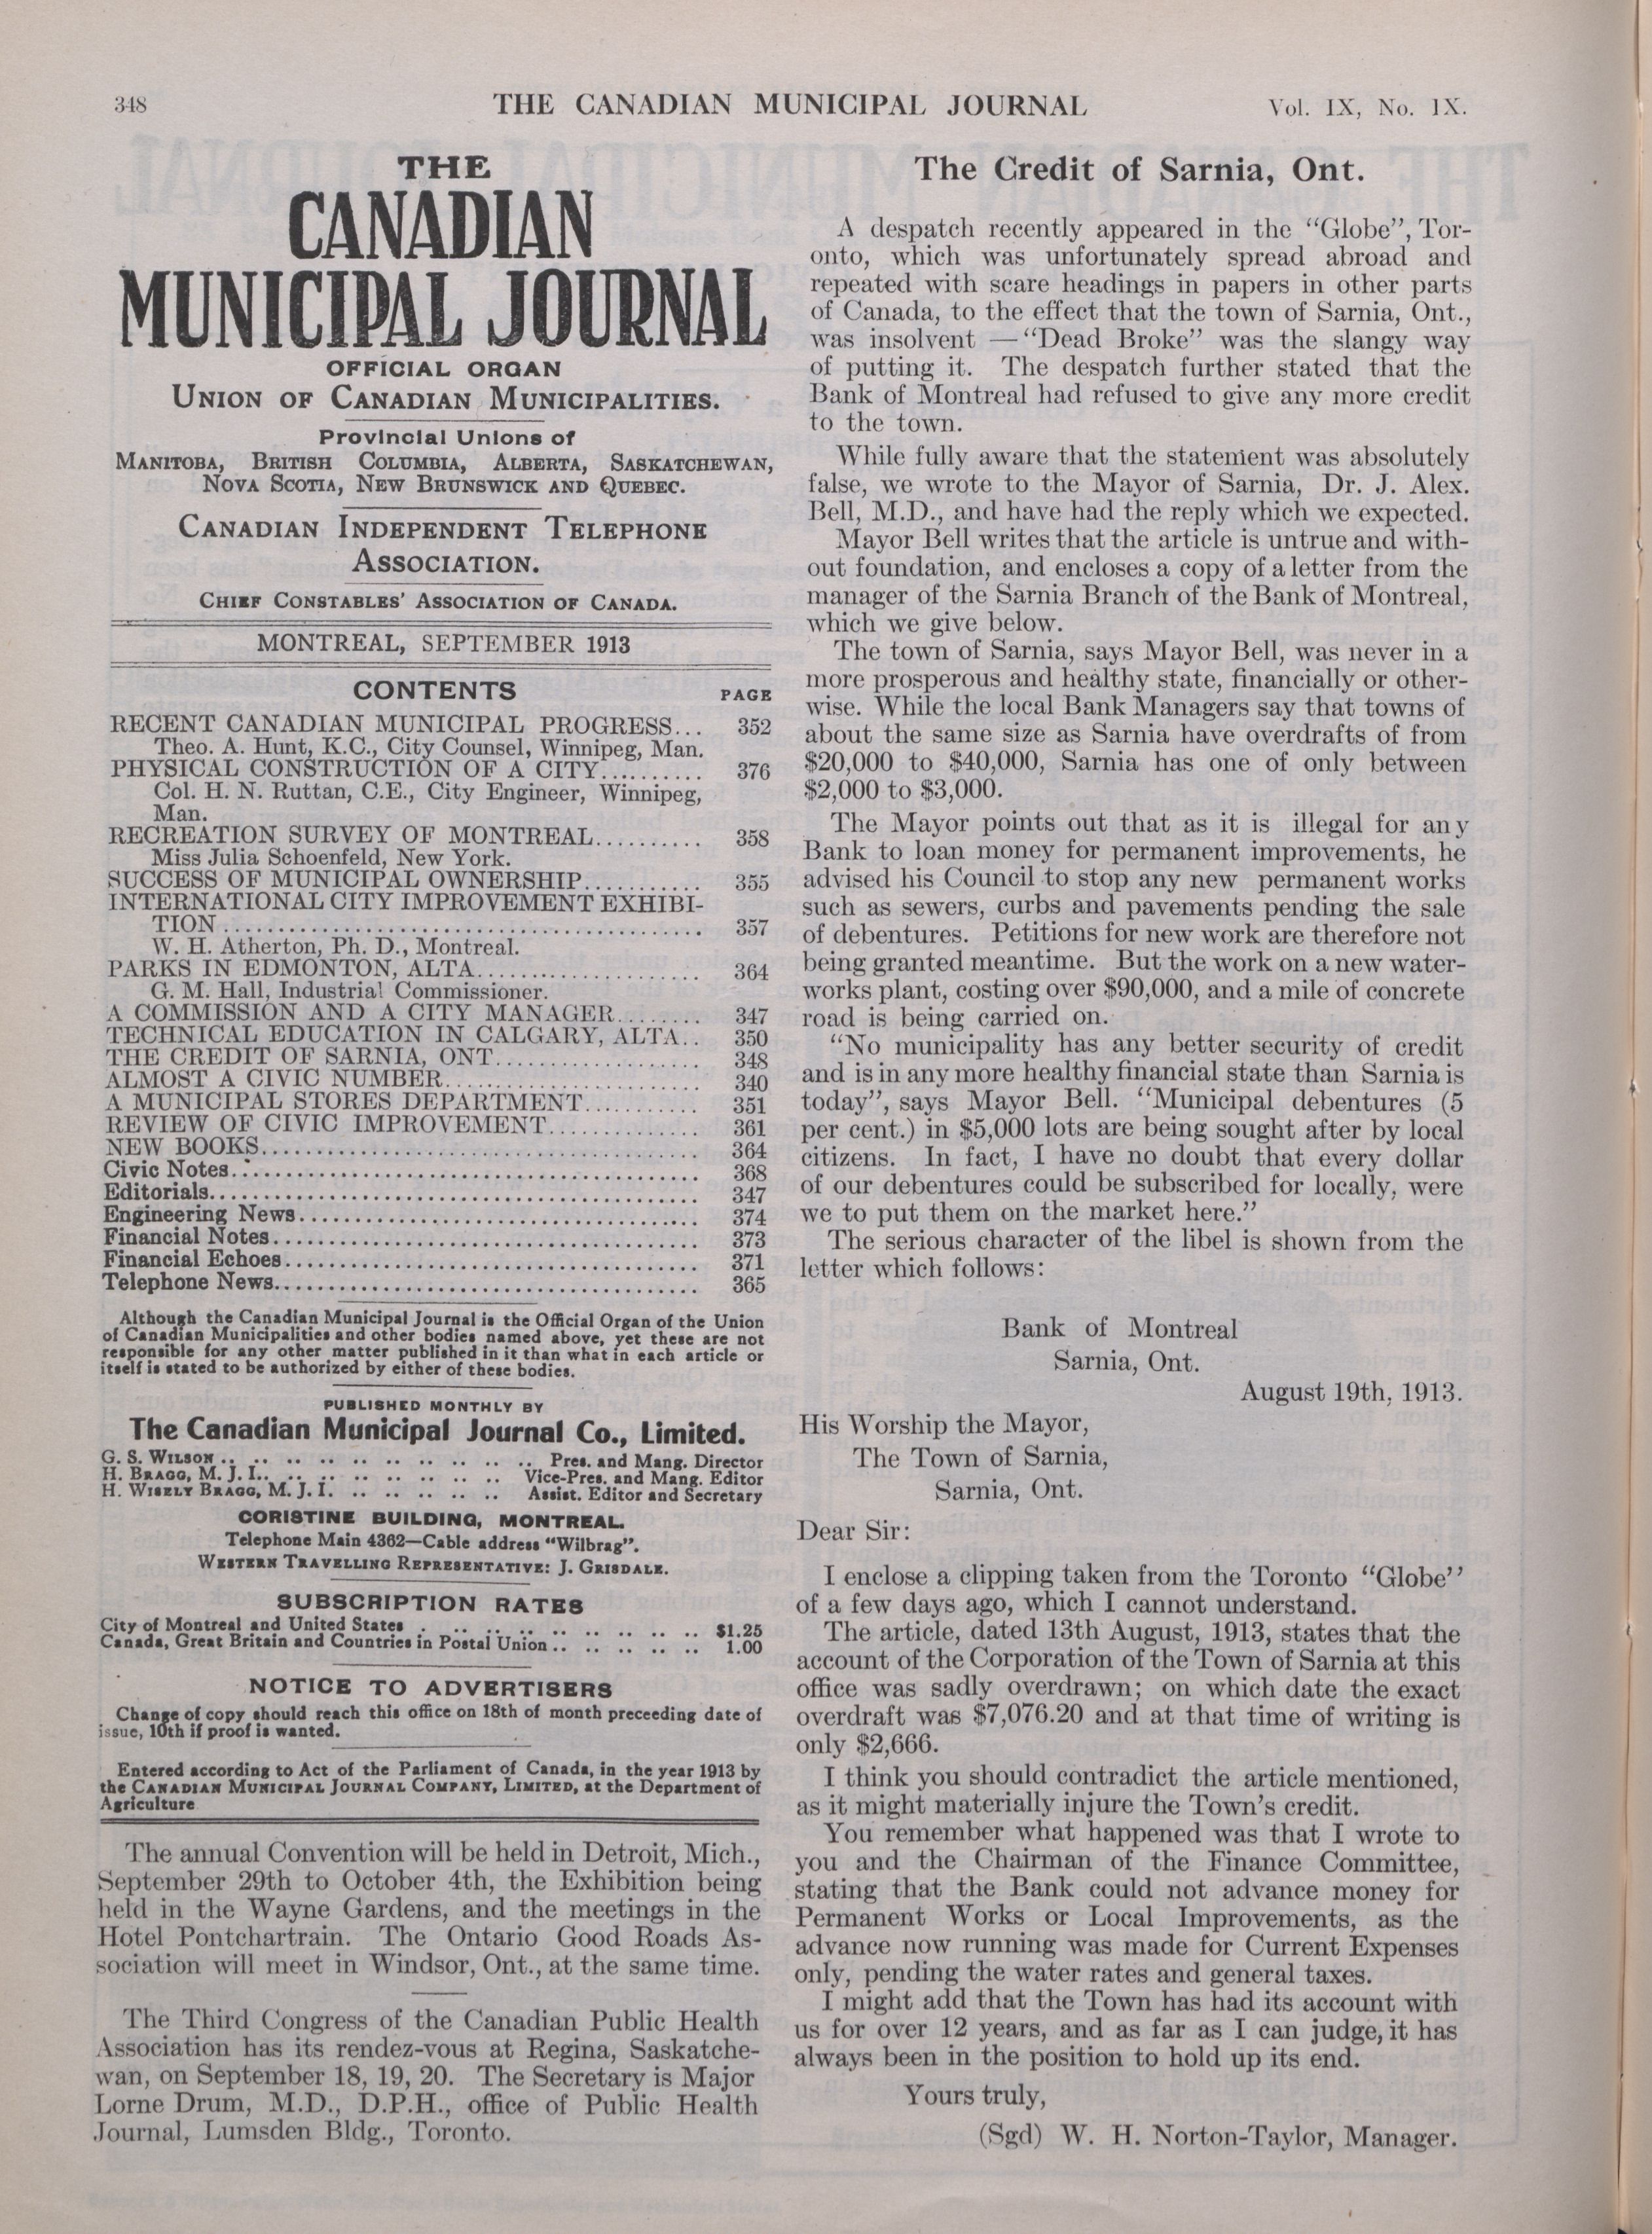 348
THE CANADIAN MUNICIPAL JOURNAL
Vol. IX, No. IX.
THE
CANADIAN
MUNICIPAL JOURNAL
OFFICIAL ORGAN
UNION OF CANADIAN MUNICIPALITIES.
Provincial Unions of
MANITOBA, BRITISH COLUMBIA, ALBERTA, SASKATCHEWAN,
NOVA SCOTIA, NEW BRUNSWICK AND QUEBEC.
CANADIAN INDEPENDENT TELEPHONE
ASSOCIATION.
CHIEF CONSTABLES' ASSOCIATION OF CANADA.
MONTREAL, SEPTEMBER 1913
CONTENTS PAGE
RECENT CANADIAN MUNICIPAL PROGRESS... 352
Theo. A. Hunt, K.C., City Counsel, Winnipeg, Man.
PHYSICAL CONSTRUCTION OF A CITY.......... 376
Col. H. N. Ruttan, C.E., City Engineer, Winnipeg,
Man.
RECREATION SURVEY OF MONTREAL.......... 358
Miss Julia Schoenfeld, New York.
SUCCESS OF MUNICIPAL OWNERSHIP........... 355
INTERNATIONAL CITY IMPROVEMENT EXHIBI-
TION............................................. 357
W. H. Atherton, Ph. D., Montreal.
PARKS IN EDMONTON, ALTA..................... 364
G. M. Hall, Industrial Commissioner.
A COMMISSION AND A CITY MANAGER........ 347
TECHNICAL EDUCATION IN CALGARY, ALTA.. 350
THE CREDIT OF SARNIA, ONT................... 348
ALMOST A CIVIC NUMBER........................ 340
A MUNICIPAL STORES DEPARTMENT........... 351
REVIEW OF CIVIC IMPROVEMENT.............. 361
NEW BOOKS......................................... 364
Civic Notes............................................ 368
Editorials.............................................. 347
Engineering News..................................... 374
Financial Notes........................................ 373
Financial Echoes...................................... 371
Telephone News....................................... 365
Although the Canadian Municipal Journal is the Official Organ of the Union
of Canadian Municipalities and other bodies named above, yet these are not
responsible for any other matter published in it than what in each article or
itself is stated to be authorized by either of these bodies.
PUBLISHED MONTHLY BY
The Canadian Municipal Journal Co., Limited.
G. S. WILSON .. .. .. .. .. .. .. .. .. .. Pres. and Mang. Director
H. BRAGG, M. J. I.. .. .. .. .. .. .. .. .. Vice-Pres. and Mang. Editor
H. WISELY BRAGG, M. J. I. .. .. .. .. .. .. Assist. Editor and Secretary
CORISTINE BUILDING, MONTREAL.
Telephone Main 4362—Cable address "Wilbrag".
WESTERN TRAVELLING REPRESENTATIVE: J. GRISDALE.
SUBSCRIPTION RATES
City of Montreal and United States . .. .. .. .. .. .. .. .. $1.25
Canada, Great Britain and Countries in Postal Union .. .. .. .. .. 1.00
NOTICE TO ADVERTISERS
Change of copy should reach this office on 18th of month preceeding date of
issue, 10th if proof is wanted.
Entered according to Act of the Parliament of Canada, in the year 1913 by
the CANADIAN MUNICIPAL JOURNAL COMPANY, LIMITED, at the Department of
Agriculture
The annual Convention will be held in Detroit, Mich.,
September 29th to October 4th, the Exhibition being
held in the Wayne Gardens, and the meetings in the
Hotel Pontchartrain. The Ontario Good Roads As-
sociation will meet in Windsor, Ont., at the same time.
The Third Congress of the Canadian Public Health
Association has its rendez-vous at Regina, Saskatche-
wan, on September 18, 19, 20. The Secretary is Major
Lorne Drum, M.D., D.P.H., office of Public Health
Journal, Lumsden Bldg., Toronto.
The Credit of Sarnia, Ont.
A despatch recently appeared in the "Globe", Tor-
onto, which was unfortunately spread abroad and
repeated with scare headings in papers in other parts
of Canada, to the effect that the town of Sarnia, Ont.,
was insolvent —"Dead Broke" was the slangy way
of putting it. The despatch further stated that the
Bank of Montreal had refused to give any more credit
to the town.
While fully aware that the statement was absolutely
false, we wrote to the Mayor of Sarnia, Dr. J. Alex.
Bell, M.D., and have had the reply which we expected.
Mayor Bell writes that the article is untrue and with-
out foundation, and encloses a copy of a letter from the
manager of the Sarnia Branch of the Bank of Montreal,
which we give below.
The town of Sarnia, says Mayor Bell, was never in a
more prosperous and healthy state, financially or other-
wise. While the local Bank Managers say that towns of
about the same size as Sarnia have overdrafts of from
$20,000 to $40,000, Sarnia has one of only between
$2,000 to $3,000.
The Mayor points out that as it is illegal for any
Bank to loan money for permanent improvements, he
advised his Council to stop any new permanent works
such as sewers, curbs and pavements pending the sale
of debentures. Petitions for new work are therefore not
being granted meantime. But the work on a new water-
works plant, costing over $90,000, and a mile of concrete
road is being carried on.
"No municipality has any better security of credit
and is in any more healthy financial state than Sarnia is
today", says Mayor Bell. "Municipal debentures (5
per cent.) in $5,000 lots are being sought after by local
citizens. In fact, I have no doubt that every dollar
of our debentures could be subscribed for locally, were
we to put them on the market here."
The serious character of the libel is shown from the
letter which follows:
Bank of Montreal
Sarnia, Ont.
August 19th, 1913.
His Worship the Mayor,
The Town of Sarnia,
Sarnia, Ont.
Dear Sir:
I enclose a clipping taken from the Toronto "Globe"
of a few days ago, which I cannot understand.
The article, dated 13th August, 1913, states that the
account of the Corporation of the Town of Sarnia at this
office was sadly overdrawn; on which date the exact
overdraft was $7,076.20 and at that time of writing is
only $2,666.
I think you should contradict the article mentioned,
as it might materially injure the Town's credit.
You remember what happened was that I wrote to
you and the Chairman of the Finance Committee,
stating that the Bank could not advance money for
Permanent Works or Local Improvements, as the
advance now running was made for Current Expenses
only, pending the water rates and general taxes.
I might add that the Town has had its account with
us for over 12 years, and as far as I can judge, it has
always been in the position to hold up its end.
Yours truly,
(Sgd) W. H. Norton-Taylor, Manager.